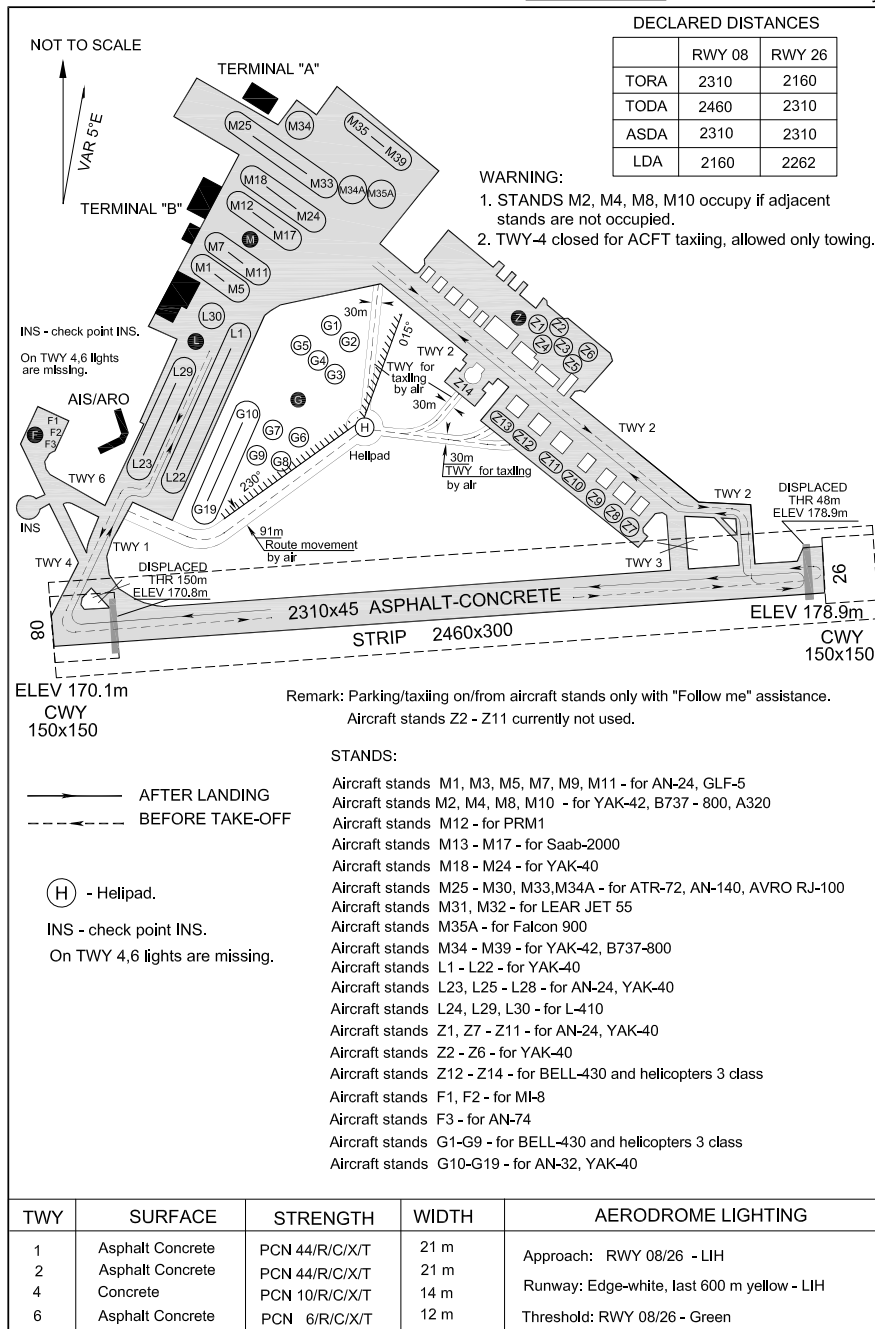 DECLARED DISTANCES
RWY 08 RWY 26
TORA 2310 2160
TODA 2460 2310
ASDA 2310 2310
LDA 2160 2262
NOT TO SCALE
VAR 5°E
TERMINAL "A"
TERMINAL "B"
WARNING:
1. STANDS M2, M4, M8, M10 occupy if adjacent
stands are not occupied.
2. TWY-4 closed for ACFT taxiing, allowed only towing.
M25
M34
M35
M39
M33
M34A
M35A
M18
M24
M12
M17
M
M7
M11
M1
M5
L30
L
L1
L29
L23
L22
INS - check point INS.
On TWY 4,6 lights
are missing.
AIS/ARO
F
F1
F2
F3
TWY 6
INS
TWY 4
TWY 1
G1
G2
G5
G4
G3
G
G10
G7
G6
G9
G8
G19
30m
015°
TWY 2
TWY for
taxiing
by air
30m
H
Helipad
30m
TWY for taxiing
by air
230°
91m
Route movement
by air
Z
Z1
Z2
Z4
Z3
Z6
Z5
Z14
Z13
Z12
Z11
Z10
Z9
Z8
Z7
TWY 2
TWY 2
TWY 3
DISPLACED
THR 48m
ELEV 178.9m
DISPLACED
THR 150m
ELEV 170.8m
08
26
2310x45 ASPHALT-CONCRETE
STRIP 2460x300
ELEV 178.9m
CWY
150x150
ELEV 170.1m
CWY
150x150
Remark: Parking/taxiing on/from aircraft stands only with "Follow me" assistance.
Aircraft stands Z2 - Z11 currently not used.
AFTER LANDING
BEFORE TAKE-OFF
H - Helipad.
INS - check point INS.
On TWY 4,6 lights are missing.
STANDS:
Aircraft stands M1, M3, M5, M7, M9, M11 - for AN-24, GLF-5
Aircraft stands M2, M4, M8, M10 - for YAK-42, B737 - 800, A320
Aircraft stands M12 - for PRM1
Aircraft stands M13 - M17 - for Saab-2000
Aircraft stands M18 - M24 - for YAK-40
Aircraft stands M25 - M30, M33,M34A - for ATR-72, AN-140, AVRO RJ-100
Aircraft stands M31, M32 - for LEAR JET 55
Aircraft stands M35A - for Falcon 900
Aircraft stands M34 - M39 - for YAK-42, B737-800
Aircraft stands L1 - L22 - for YAK-40
Aircraft stands L23, L25 - L28 - for AN-24, YAK-40
Aircraft stands L24, L29, L30 - for L-410
Aircraft stands Z1, Z7 - Z11 - for AN-24, YAK-40
Aircraft stands Z2 - Z6 - for YAK-40
Aircraft stands Z12 - Z14 - for BELL-430 and helicopters 3 class
Aircraft stands F1, F2 - for MI-8
Aircraft stands F3 - for AN-74
Aircraft stands G1-G9 - for BELL-430 and helicopters 3 class
Aircraft stands G10-G19 - for AN-32, YAK-40
TWY SURFACE STRENGTH WIDTH AERODROME LIGHTING
1 Asphalt Concrete PCN 44/R/C/X/T 21 m
2 Asphalt Concrete PCN 44/R/C/X/T 21 m
4 Concrete PCN 10/R/C/X/T 14 m
6 Asphalt Concrete PCN 6/R/C/X/T 12 m
Approach: RWY 08/26 - LIH
Runway: Edge-white, last 600 m yellow - LIH
Threshold: RWY 08/26 - Green